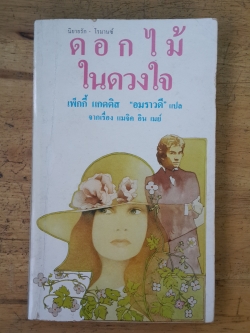 นิยายรัก - โรมานซ์
ดอกไม้
ในดวงใจ
เพ็กกี้ แกดดิส "อมราวดี" แปล
จากเรื่อง แมจิค อิน เมย์